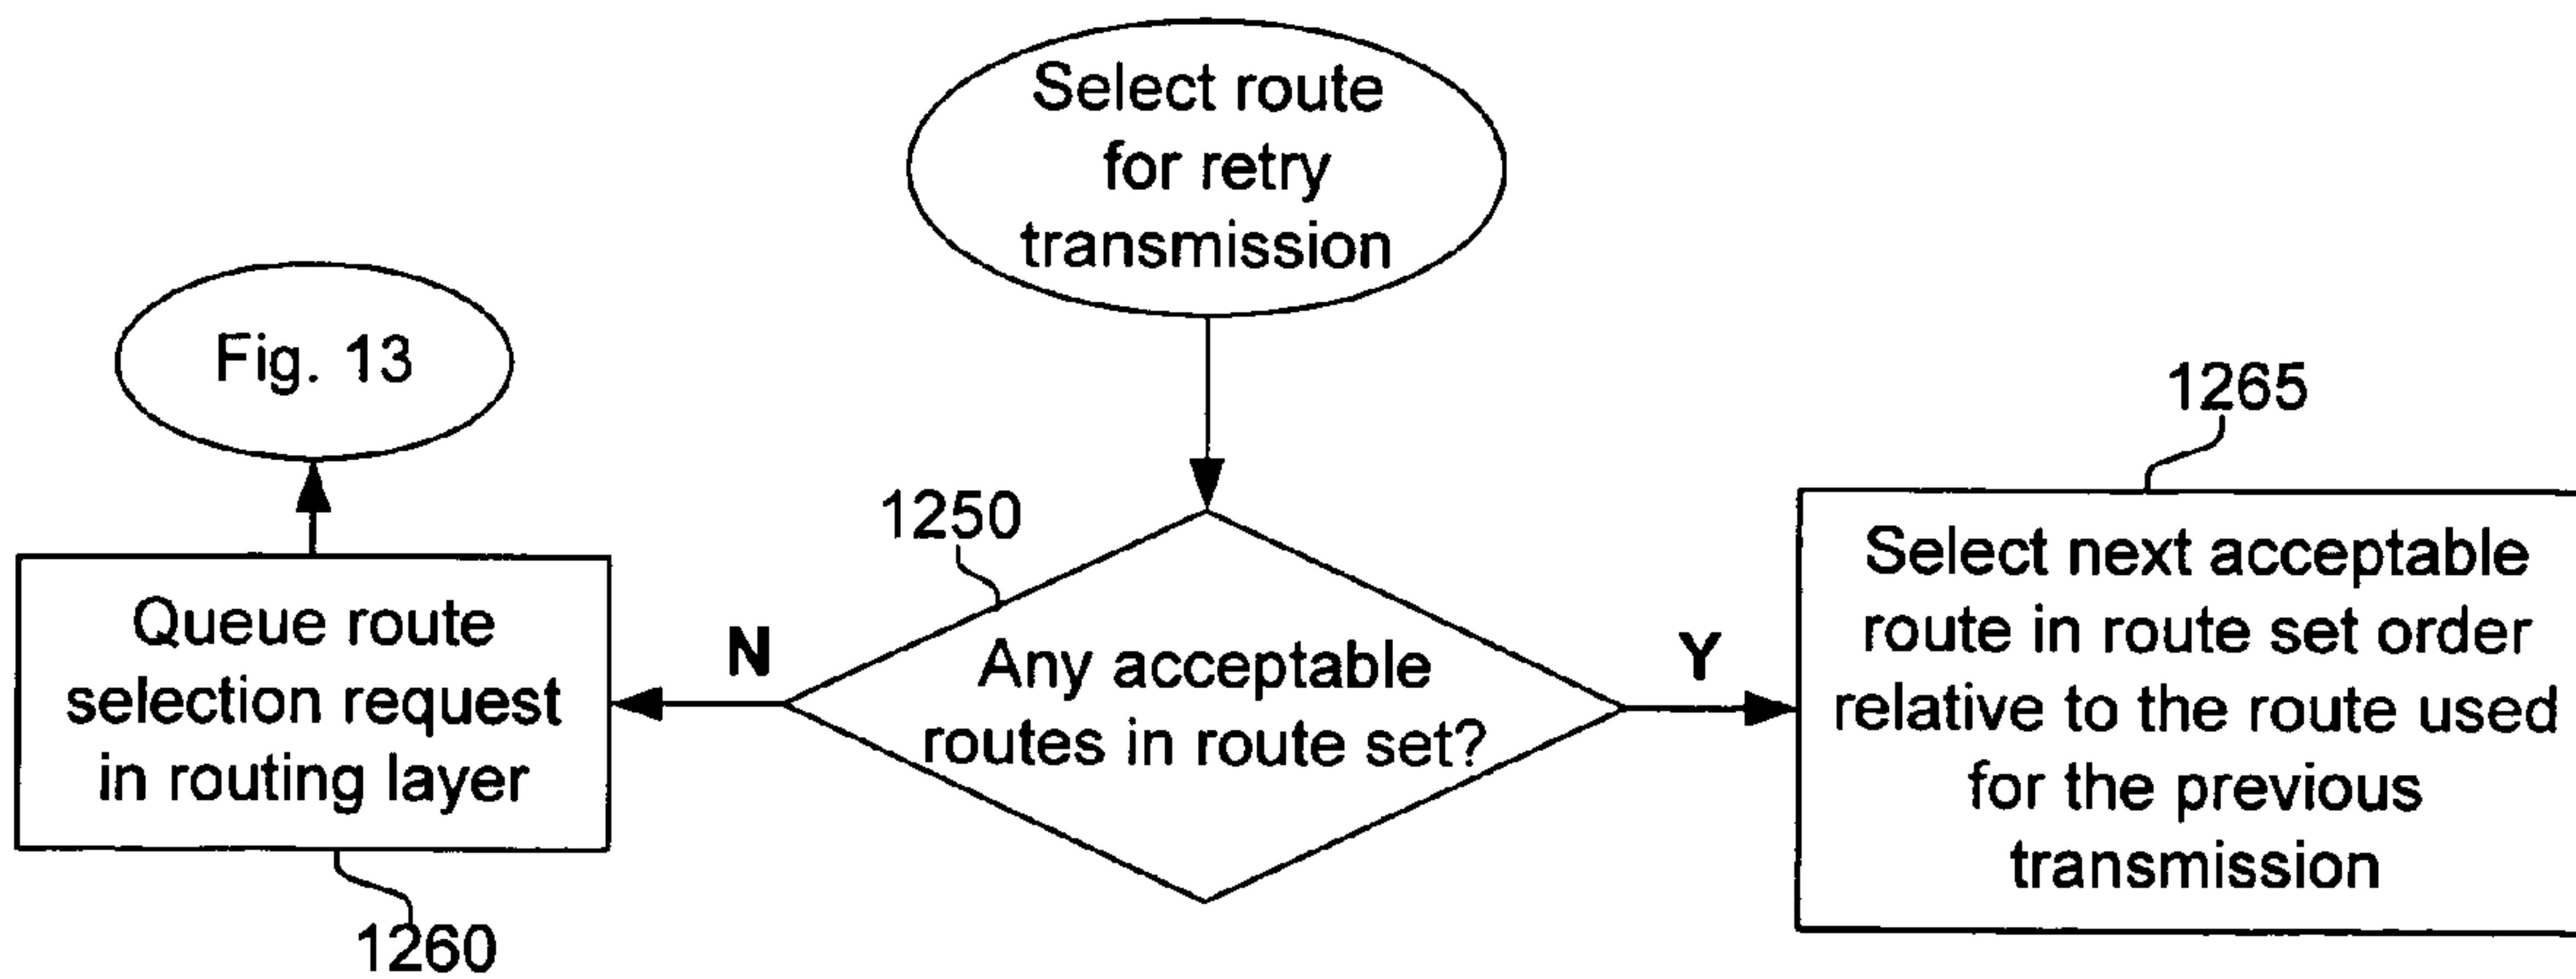 Select route
for retry
transmission
Fig. 13
1265
1250
Select next acceptable
route in route set order
relative to the route used
for the previous
transmission
Queue route
selection request
in routing layer
N
Any acceptable
routes in route set?
Y
1260